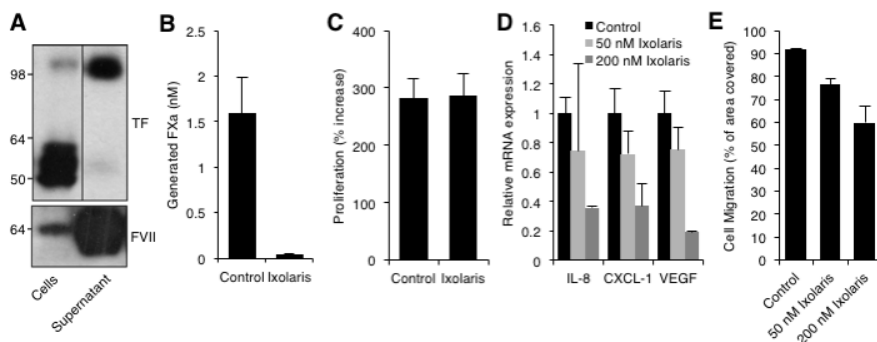 A
98
64
50
TF
64
FVII
Cells
Supernatant
B
Generated FXa (nM)
2.5
2
1.5
1
0.5
0
Control Ixolaris
C
Proliferation (% increase)
400
300
200
100
0
Control Ixolaris
D
Relative mRNA expression
1.6
1.4
1.2
1
0.8
0.6
0.4
0.2
0
Control
50 nM Ixolaris
200 nM Ixolaris
IL-8 CXCL-1 VEGF
E
Cell Migration (% of area covered)
100
90
80
70
60
50
40
30
20
10
0
Control
50 nM Ixolaris
200 nM Ixolaris